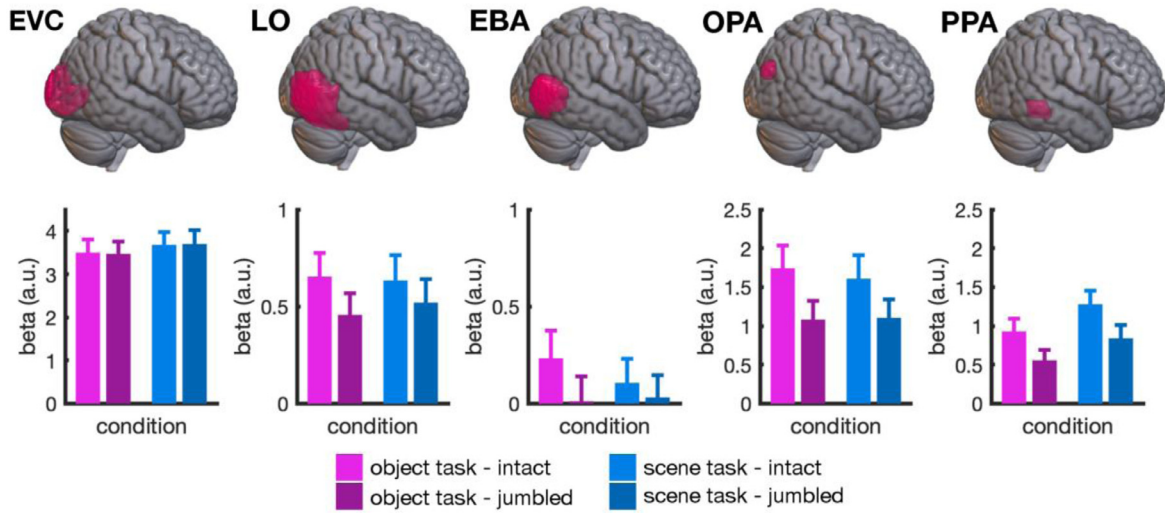 EVC
LO
EBA
OPA
PPA
beta (a.u.)
4
3
2
1
0
condition
beta (a.u.)
1
0.5
0
condition
beta (a.u.)
1
0.5
0
condition
beta (a.u.)
2.5
2
1.5
1
0.5
0
condition
beta (a.u.)
2.5
2
1.5
1
0.5
0
condition
object task - intact
object task - jumbled
scene task - intact
scene task - jumbled